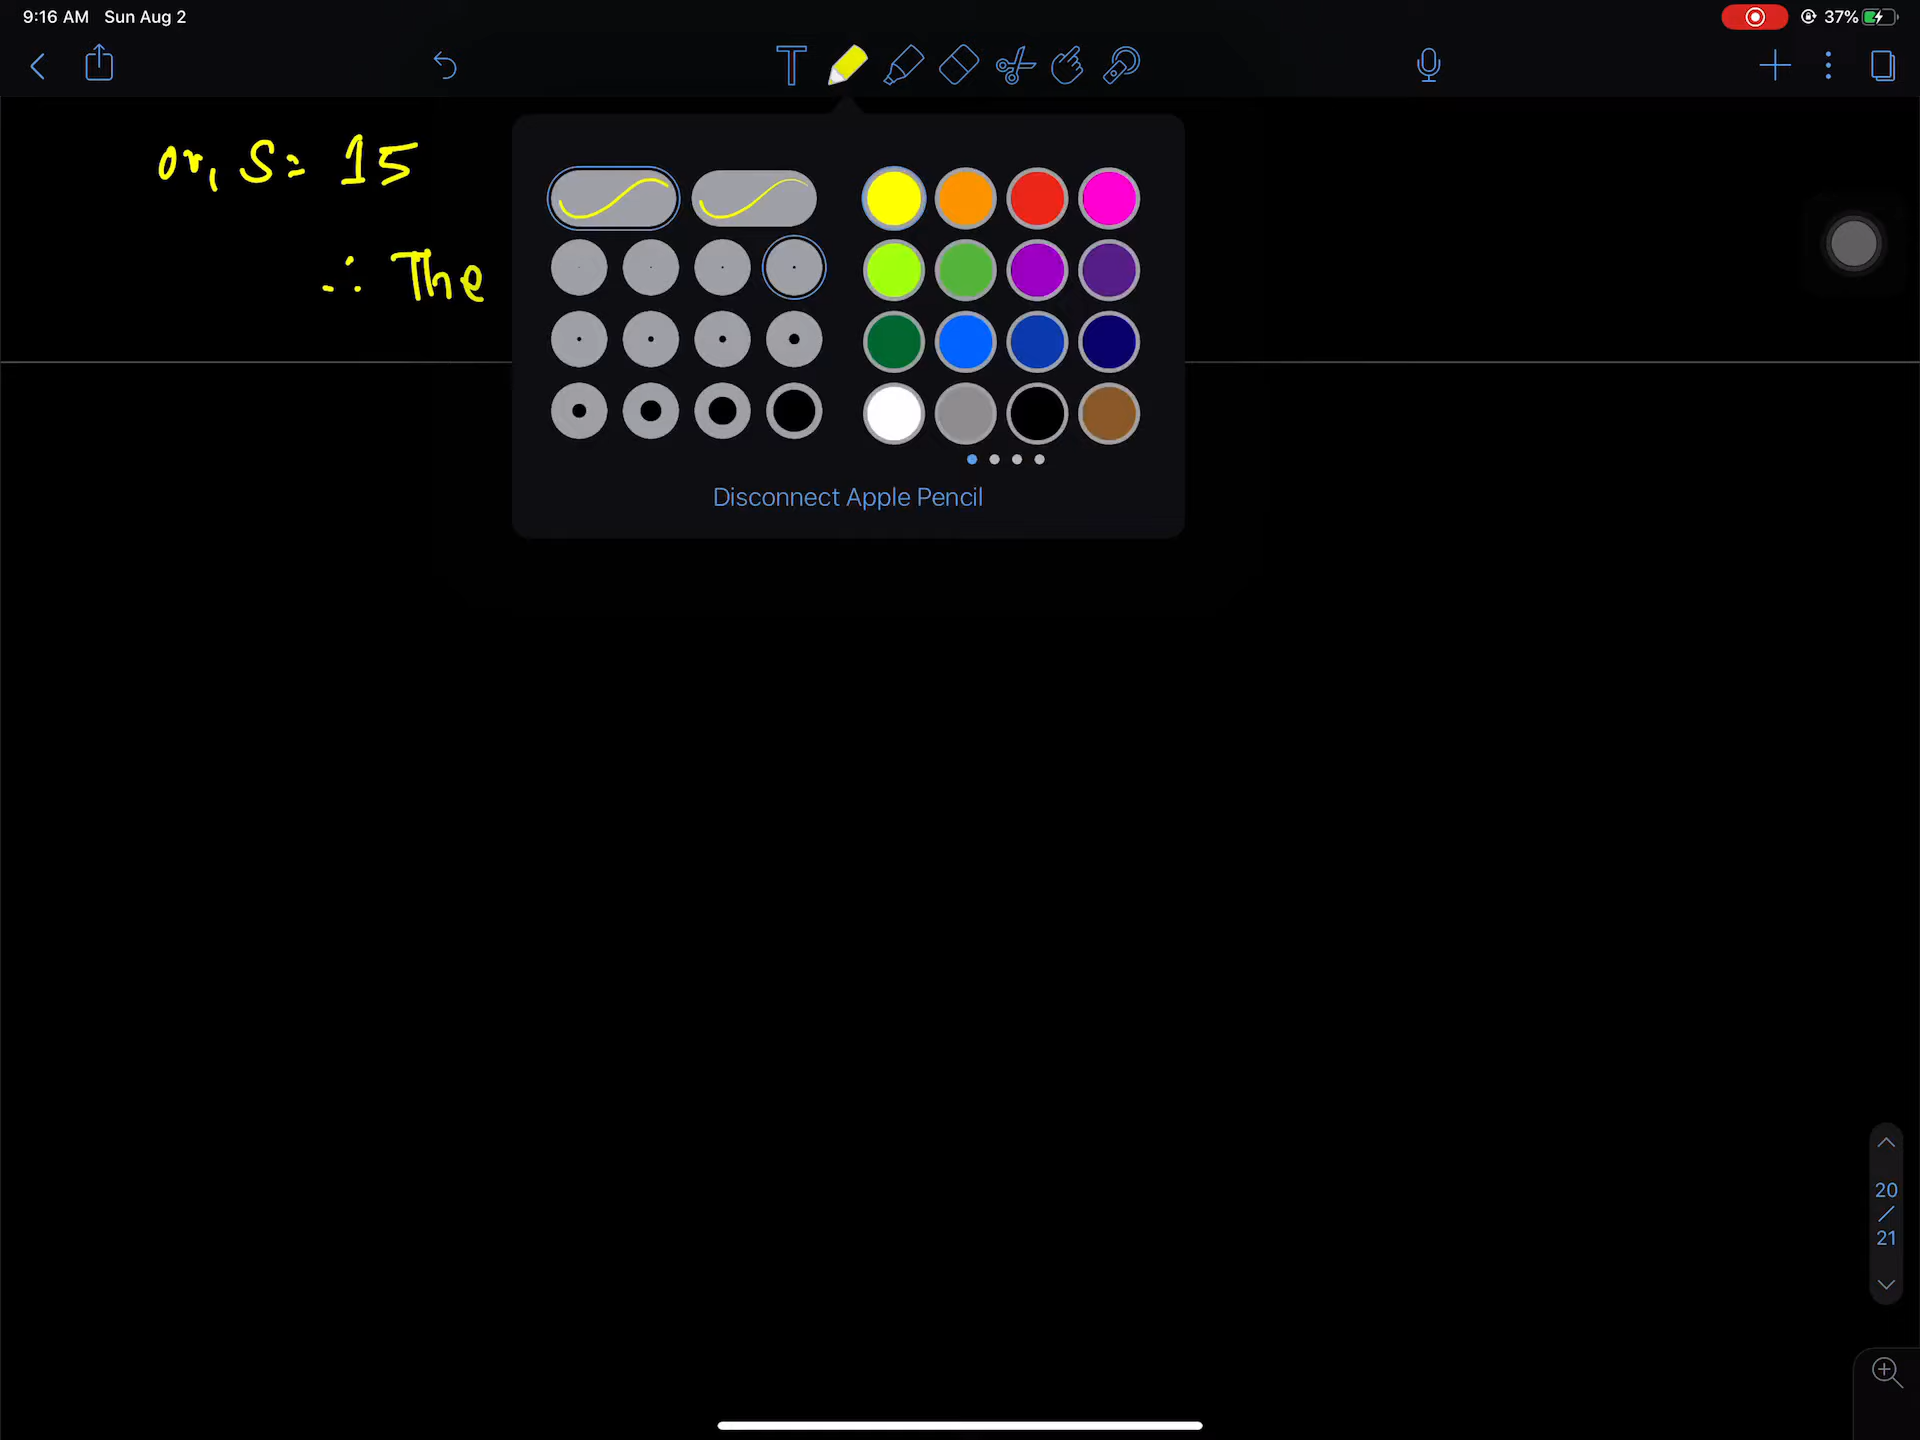 9:16 AM Sun Aug 2
37%
T
or, S = 15
∴ The
Disconnect Apple Pencil
20
/
21